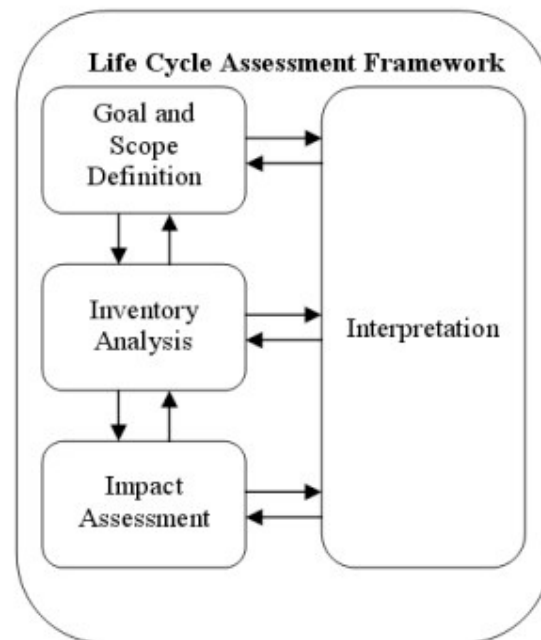 Life Cycle Assessment Framework
Goal and
Scope
Definition
Inventory
Analysis
Interpretation
Impact
Assessment